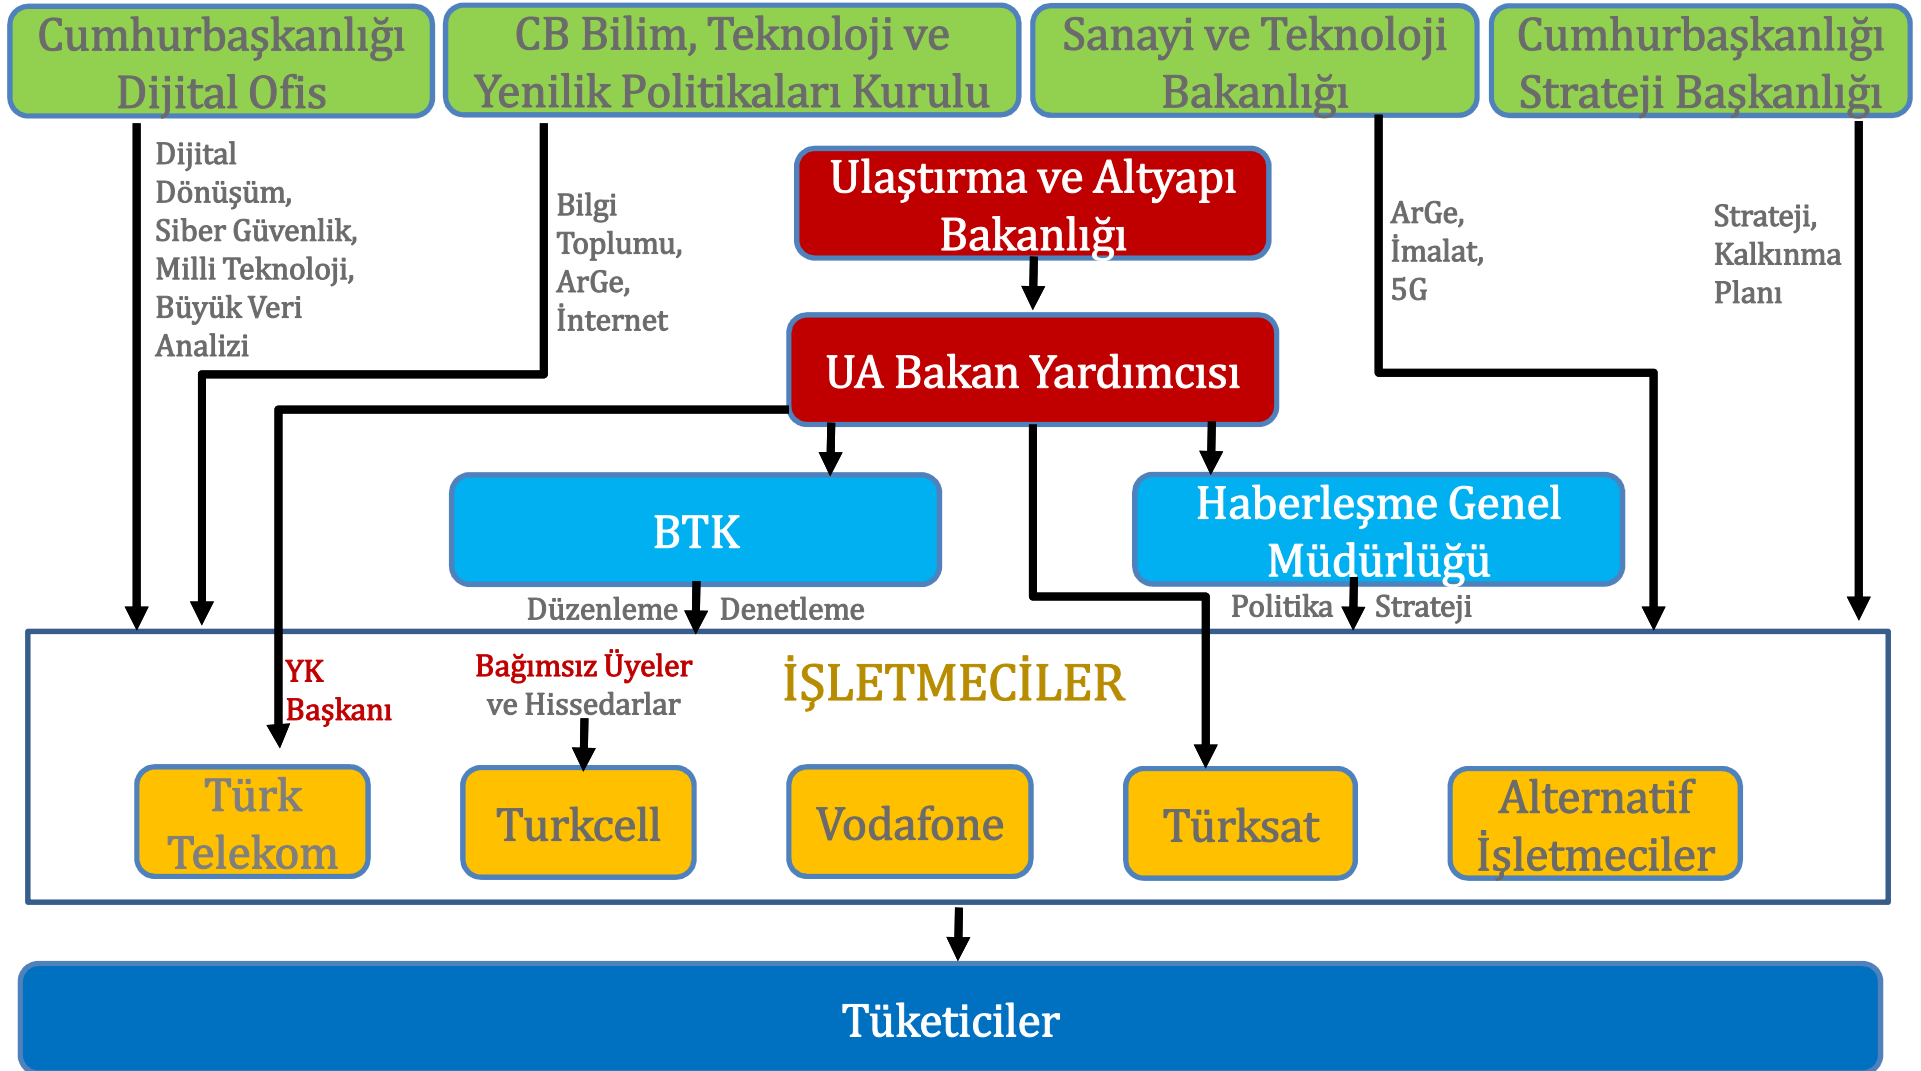 Cumhurbaşkanlığı
Dijital Ofis
CB Bilim, Teknoloji ve
Yenilik Politikaları Kurulu
Sanayi ve Teknoloji
Bakanlığı
Cumhurbaşkanlığı
Strateji Başkanlığı
Dijital
Dönüşüm,
Siber Güvenlik,
Milli Teknoloji,
Büyük Veri
Analizi
Bilgi
Toplumu,
ArGe,
İnternet
Ulaştırma ve Altyapı
Bakanlığı
ArGe,
İmalat,
5G
Strateji,
Kalkınma
Planı
UA Bakan Yardımcısı
BTK
Haberleşme Genel
Müdürlüğü
Düzenleme
Denetleme
Politika
Strateji
YK
Başkanı
Bağımsız Üyeler
ve Hissedarlar
İŞLETMECİLER
Türk
Telekom
Turkcell
Vodafone
Türksat
Alternatif
İşletmeciler
Tüketiciler